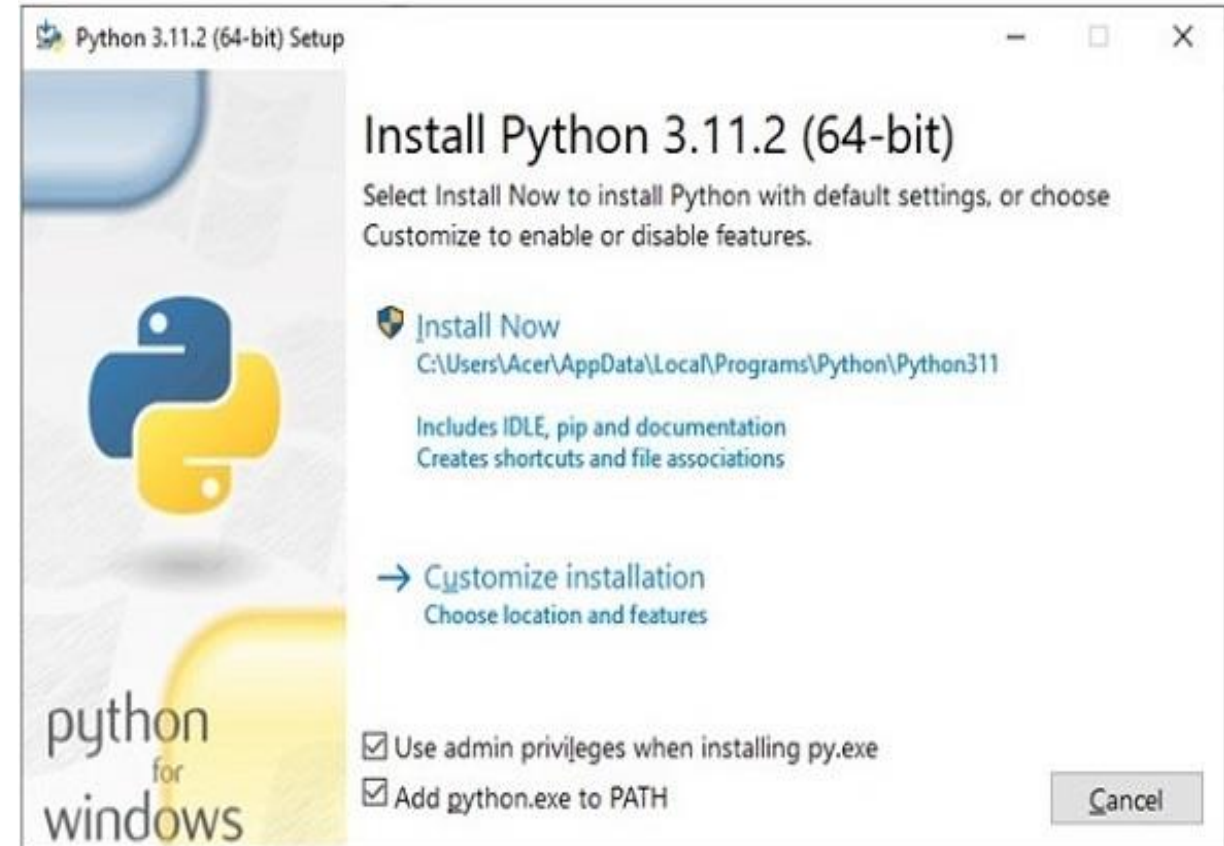 Python 3.11.2 (64-bit) Setup
Install Python 3.11.2 (64-bit)
Select Install Now to install Python with default settings, or choose
Customize to enable or disable features.
Install Now
C:\Users\Acer\AppData\Local\Programs\Python\Python311
Includes IDLE, pip and documentation
Creates shortcuts and file associations
Customize installation
Choose location and features
Use admin privileges when installing py.exe
Add python.exe to PATH
Cancel
python
for
windows